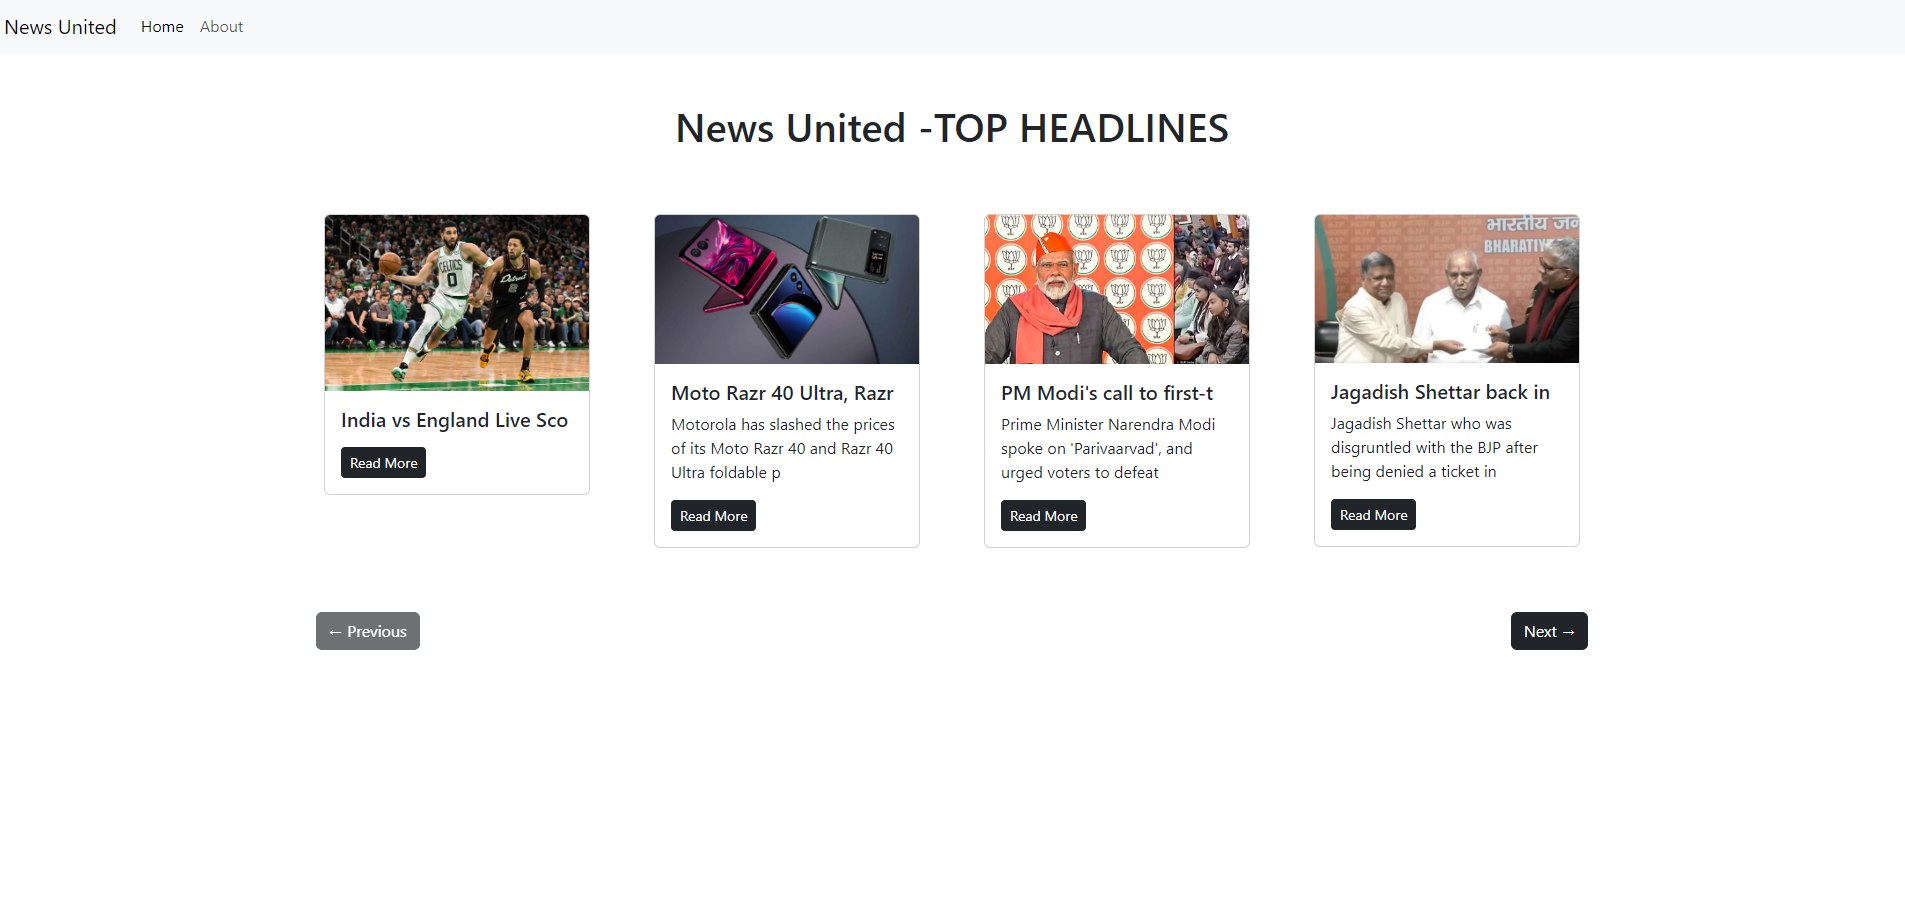 News United Home About
News United -TOP HEADLINES
CELTICS
0
Detroit
2
India vs England Live Sco
Read More
Moto Razr 40 Ultra, Razr
Motorola has slashed the prices
of its Moto Razr 40 and Razr 40
Ultra foldable p
Read More
PM Modi's call to first-t
Prime Minister Narendra Modi
spoke on 'Parivaarvad', and
urged voters to defeat
Read More
भारतीय जन
BHARATIY
Jagadish Shettar back in
Jagadish Shettar who was
disgruntled with the BJP after
being denied a ticket in
Read More
← Previous
Next →